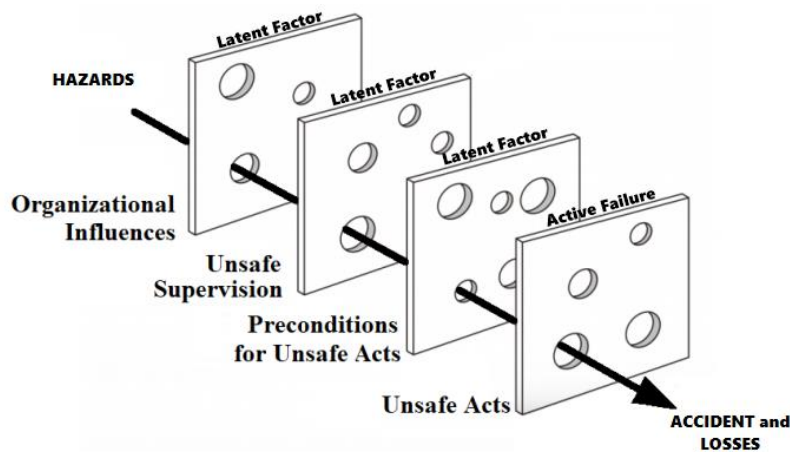 Latent Factor
HAZARDS
Latent Factor
Latent Factor
Organizational
Influences
Active Failure
Unsafe
Supervision
Preconditions
for Unsafe Acts
Unsafe Acts
ACCIDENT and
LOSSES